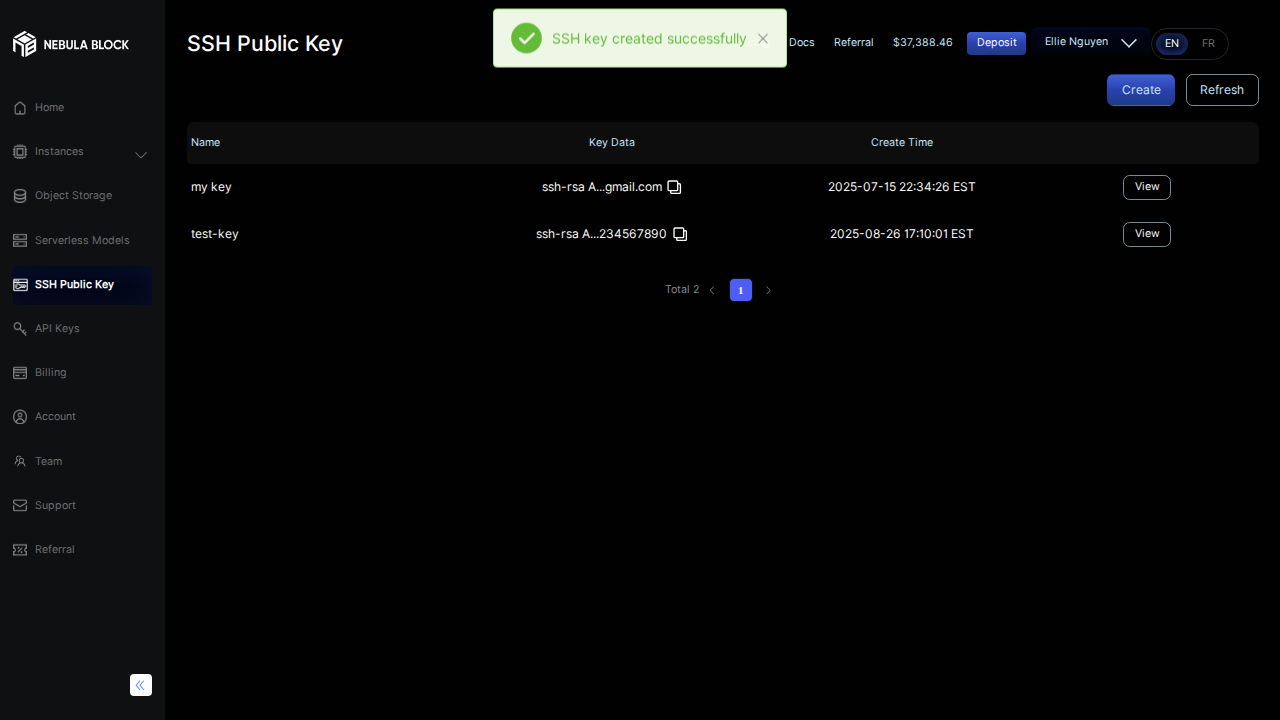 NEBULA BLOCK
Home
Instances
Object Storage
Serverless Models
SSH Public Key
API Keys
Billing
Account
Team
Support
Referral
SSH Public Key
SSH key created successfully
Docs
Referral
$37,388.46
Deposit
Ellie Nguyen
EN
FR
Create
Refresh
Name Key Data Create Time
my key ssh-rsa A...gmail.com 2025-07-15 22:34:26 EST View
test-key ssh-rsa A...234567890 2025-08-26 17:10:01 EST View
Total 2 1